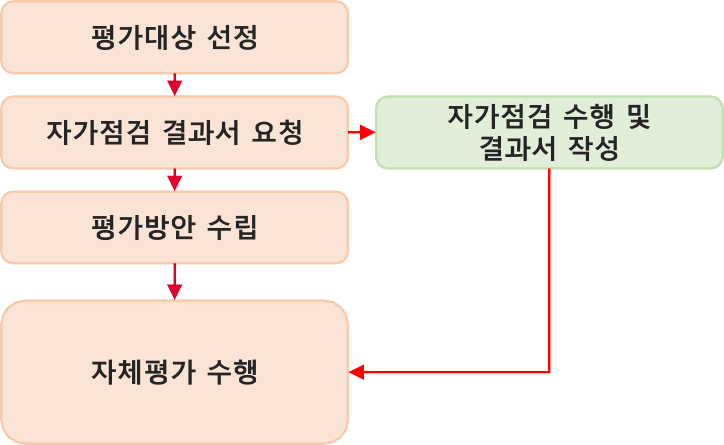 평가대상 선정
자가점검 결과서 요청
자가점검 수행 및
결과서 작성
평가방안 수립
자체평가 수행